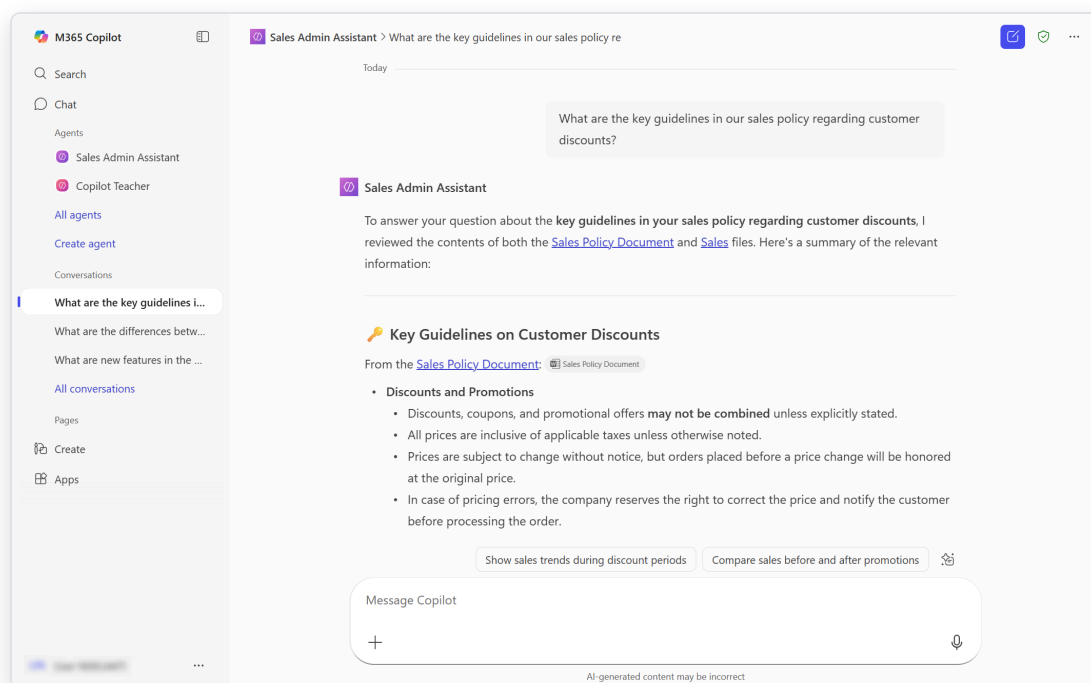 M365 Copilot
Search
Chat
Agents
Sales Admin Assistant
Copilot Teacher
All agents
Create agent
Conversations
What are the key guidelines i...
What are the differences betw...
What are new features in the ...
All conversations
Pages
Create
Apps
Sales Admin Assistant > What are the key guidelines in our sales policy re
Today
What are the key guidelines in our sales policy regarding customer
discounts?
Sales Admin Assistant
To answer your question about the key guidelines in your sales policy regarding customer discounts, I
reviewed the contents of both the Sales Policy Document and Sales files. Here's a summary of the relevant
information:
Key Guidelines on Customer Discounts
From the Sales Policy Document: Sales Policy Document
• Discounts and Promotions
• Discounts, coupons, and promotional offers may not be combined unless explicitly stated.
• All prices are inclusive of applicable taxes unless otherwise noted.
• Prices are subject to change without notice, but orders placed before a price change will be honored
at the original price.
• In case of pricing errors, the company reserves the right to correct the price and notify the customer
before processing the order.
Show sales trends during discount periods
Compare sales before and after promotions
Message Copilot
AI-generated content may be incorrect